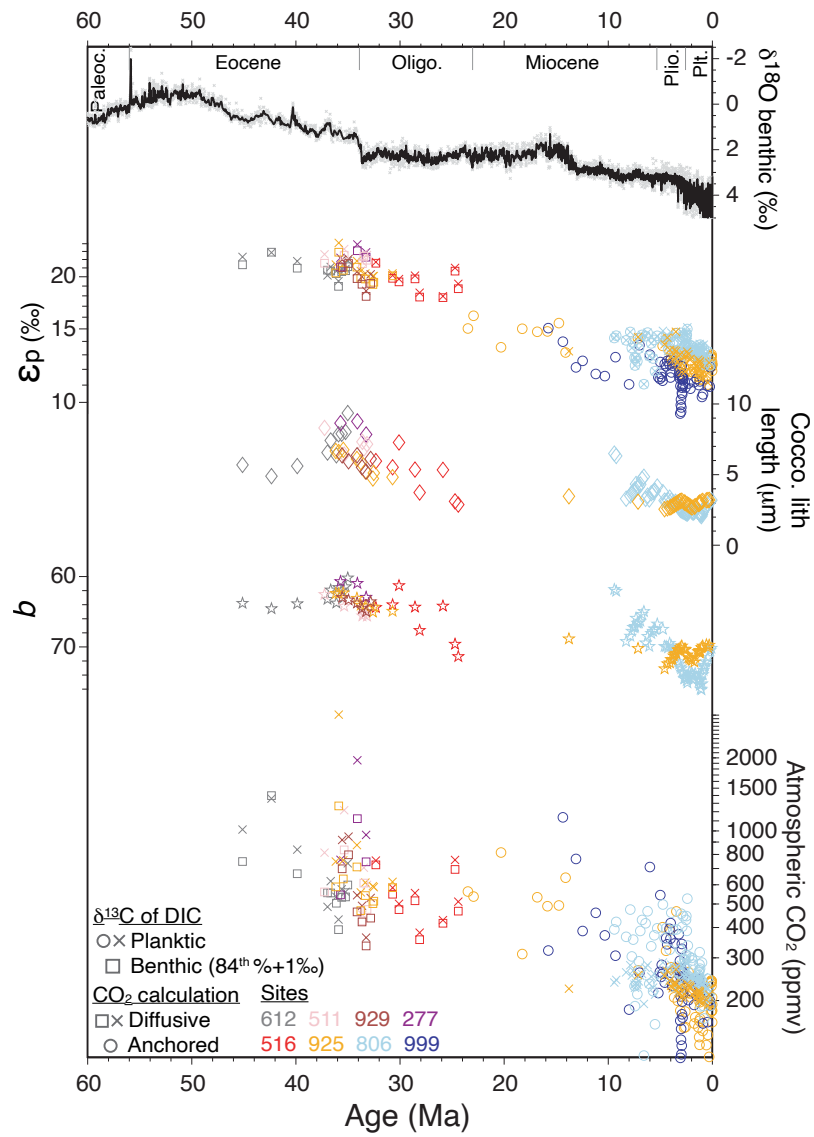 60 50 40 30 20 10 0
Paleoc. Eocene Oligo. Miocene Plio. Plt.
-2
0
2
4
δ18O benthic (‰)
20
15
10
εp (‰)
10
5
0
Cocco. lith
length (μm)
60
70
b
2000
1500
1000
800
600
500
400
300
200
Atmospheric CO2 (ppmv)
δ13C of DIC
Planktic
Benthic (84th %+1‰)
CO2 calculation Sites
Diffusive 612 511 929 277
Anchored 516 925 806 999
60 50 40 30 20 10 0
Age (Ma)